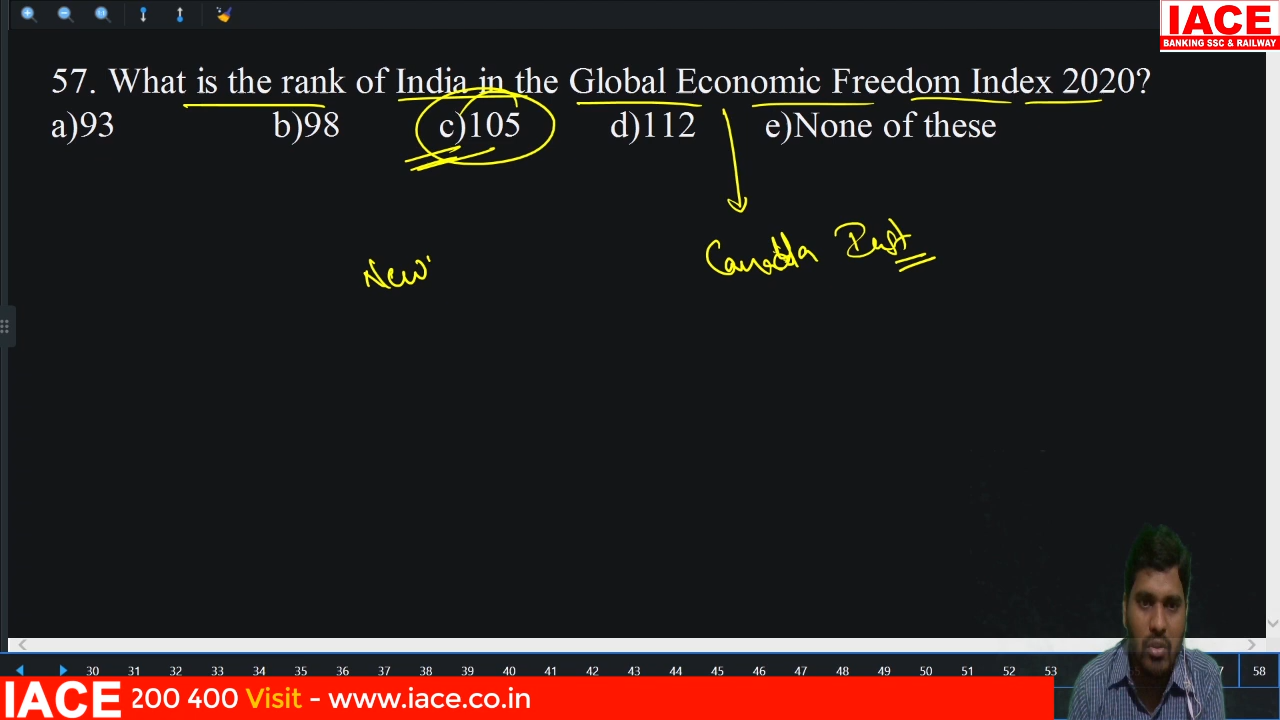 IACE
BANKING SSC & RAILWAY
57. What is the rank of India in the Global Economic Freedom Index 2020?
a)93 b)98 c)105 d)112 e)None of these
New
30 31 32 33 34 35 36 37 38 39 40 41 42 43 44 45 46 47 48 49 50 51 52 53 7 58
IACE 200 400 Visit - www.iace.co.in